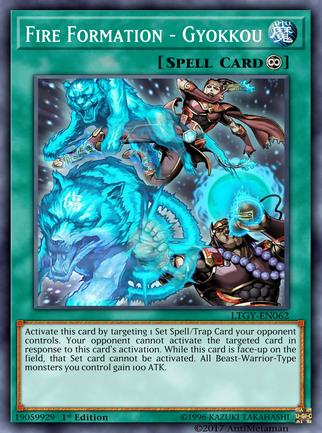 Fire Formation - Gyokkou
[Spell Card]
LTGY-EN062
Activate this card by targeting 1 Set Spell/Trap Card your opponent
controls. Your opponent cannot activate the targeted card in
response to this card's activation. While this card is face-up on the
field, that Set card cannot be activated. All Beast-Warrior-Type
monsters you control gain 100 ATK.
19059929 1st Edition ©1996 KAZUKI TAKAHASHI
©2017 AntiMetaman